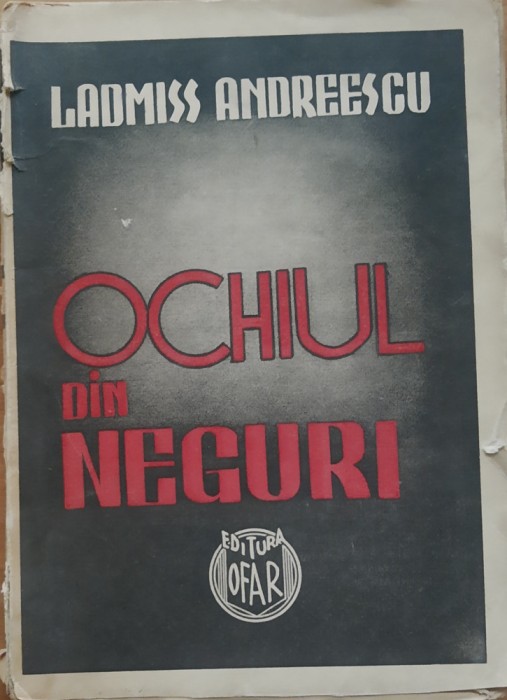 LADMISS ANDREESCU
OCHIUL
DIN
NEGURI
EDITURA
OFAR